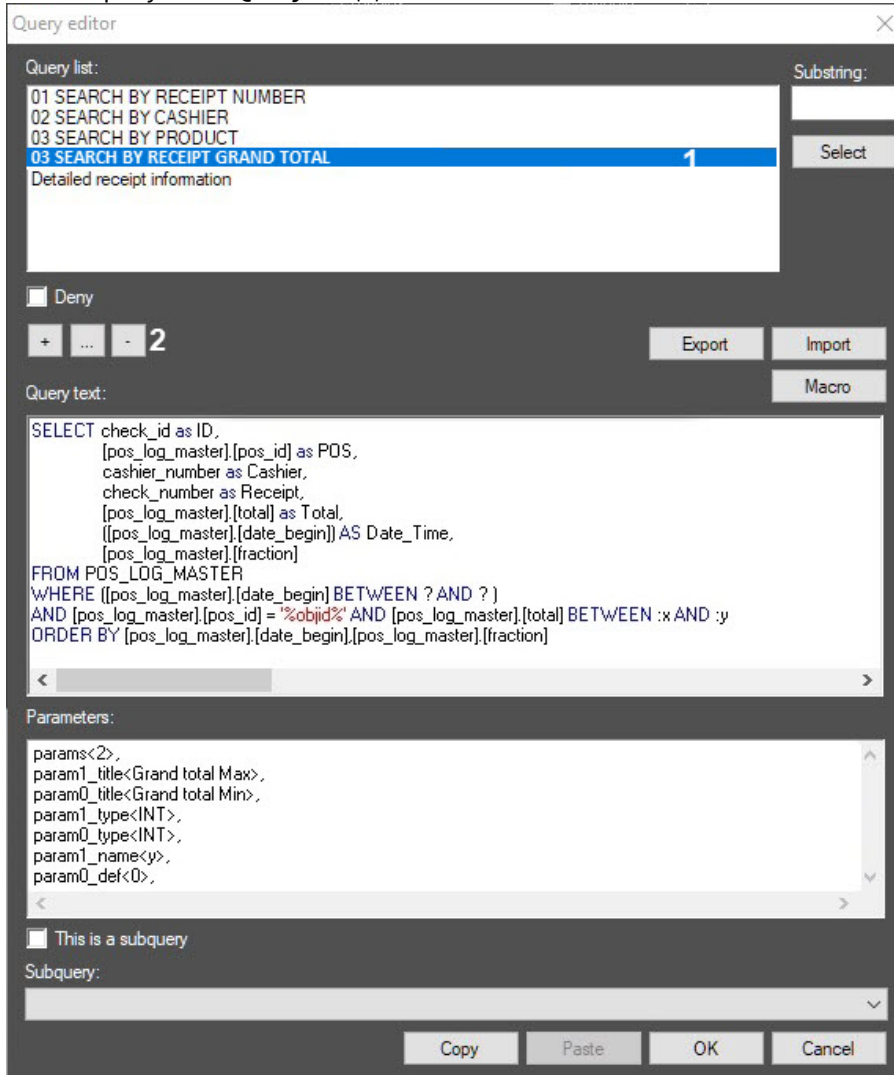 Query editor
Query list:
Substring:
01 SEARCH BY RECEIPT NUMBER
02 SEARCH BY CASHIER
03 SEARCH BY PRODUCT
03 SEARCH BY RECEIPT GRAND TOTAL 1
Select
Detailed receipt information
Deny
+ ... - 2
Export Import
Macro
Query text:
SELECT check_id as ID,
[pos_log_master].[pos_id] as POS,
cashier_number as Cashier,
check_number as Receipt,
[pos_log_master].[total] as Total,
([pos_log_master].[date_begin]) AS Date_Time,
[pos_log_master].[fraction]
FROM POS_LOG_MASTER
WHERE ([pos_log_master].[date_begin] BETWEEN ? AND ? )
AND [pos_log_master].[pos_id] = '%objid%' AND [pos_log_master].[total] BETWEEN :x AND :y
ORDER BY [pos_log_master].[date_begin],[pos_log_master].[fraction]
Parameters:
params<2>,
param1_title<Grand total Max>,
param0_title<Grand total Min>,
param1_type<INT>,
param0_type<INT>,
param1_name<y>,
param0_def<0>,
This is a subquery
Subquery:
Copy Paste OK Cancel